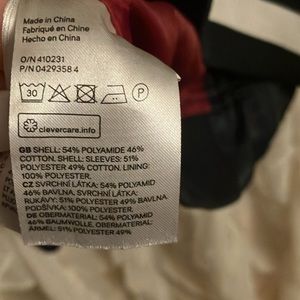 Made in China
Fabriqué en Chine
Hecho en China
O/N 410231
P/N 0429358 4
30
P
clevercare.info
GB SHELL: 54% POLYAMIDE 46%
COTTON. SHELL: SLEEVES: 51%
POLYESTER 49% COTTON. LINING:
100% POLYESTER.
CZ SVRCHNÍ LÁTKA: 54% POLYAMID
46% BAVLNA. SVRCHNÍ LÁTKA:
RUKÁVY: 51% POLYESTER 49% BAVLNA.
PODŠÍVKA: 100% POLYESTER.
DE OBERMATERIAL: 54% POLYAMID
46% BAUMWOLLE. OBERMATERIAL:
ÄRMEL: 51% POLYESTER 49%